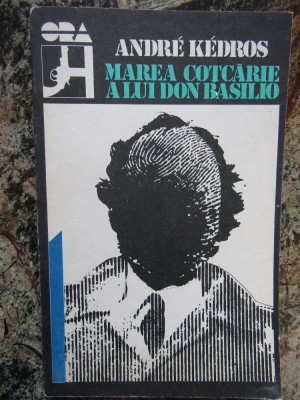 ORA
H
ANDRÉ KÉDROS
MAREA COTCĂRIE
A LUI DON BASILIO